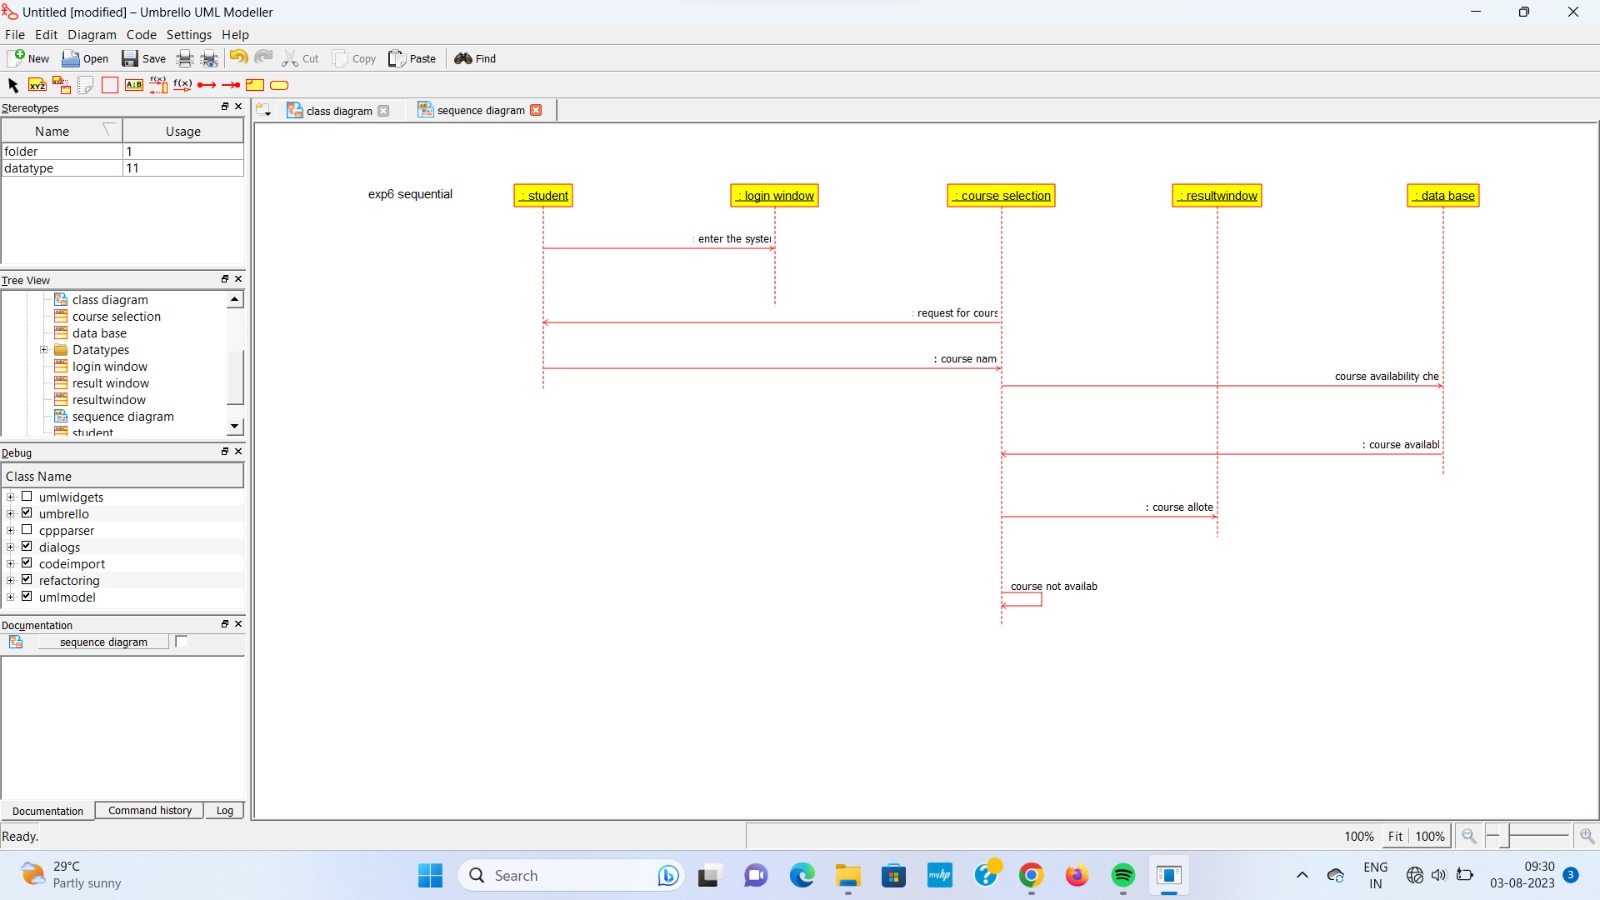 Untitled [modified] – Umbrello UML Modeller
File Edit Diagram Code Settings Help
New Open Save Cut Copy Paste Find
XYZ A↓B f(x) f(x)
Stereotypes
class diagram sequence diagram
Name Usage
folder 1
datatype 11
exp6 sequential
: student
: login window
: course selection
: resultwindow
: data base
: enter the syster
: request for cours
: course nam
course availability che
: course availabl
: course allote
course not availab
Tree View
class diagram
course selection
data base
Datatypes
login window
result window
resultwindow
sequence diagram
student
Debug
Class Name
umlwidgets
umbrello
cppparser
dialogs
codeimport
refactoring
umlmodel
Documentation
sequence diagram
Documentation Command history Log
Ready.
100% Fit 100%
29°C
Partly sunny
Search
myhp
ENG
IN
09:30
03-08-2023
3